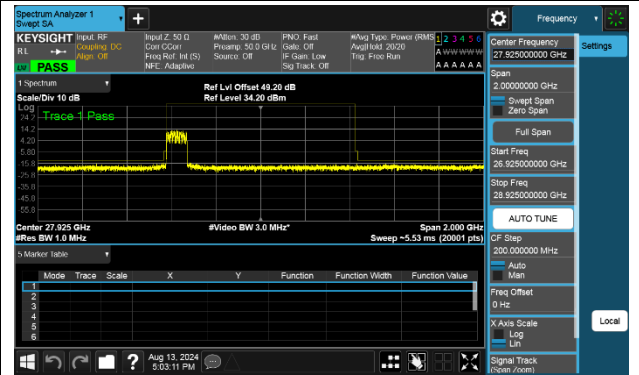 Spectrum Analyzer 1
Swept SA
Frequency
KEYSIGHT
Input: RF
RL
Coupling: DC
Align: Off
PASS
Input Z: 50 Ω
Corr CCorr
Freq Ref: Int (S)
NFE: Adaptive
#Atten: 30 dB
Preamp: 50.0 GHz
Source: Off
PNO: Fast
Gate: Off
IF Gain: Low
Sig Track: Off
#Avg Type: Power (RMS
Avg|Hold: 20/20
Trig: Free Run
1 2 3 4 5 6
A W W W W W
A A A A A A
1 Spectrum
Scale/Div 10 dB
Ref Lvl Offset 49.20 dB
Ref Level 34.20 dBm
Log
Trace 1 Pass
24.2
14.2
4.20
-5.80
-15.8
-25.8
-35.8
-45.8
-55.8
Center 27.925 GHz
#Res BW 1.0 MHz
#Video BW 3.0 MHz*
Span 2.000 GHz
Sweep ~5.53 ms (20001 pts)
5 Marker Table
Mode Trace Scale X Y Function Function Width Function Value
1
2
3
4
5
6
Aug 13, 2024
5:03:11 PM
Center Frequency
27.925000000 GHz
Span
2.00000000 GHz
Swept Span
Zero Span
Full Span
Start Freq
26.925000000 GHz
Stop Freq
28.925000000 GHz
AUTO TUNE
CF Step
200.000000 MHz
Auto
Man
Freq Offset
0 Hz
X Axis Scale
Log
Lin
Signal Track
(Span Zoom)
Settings
Local